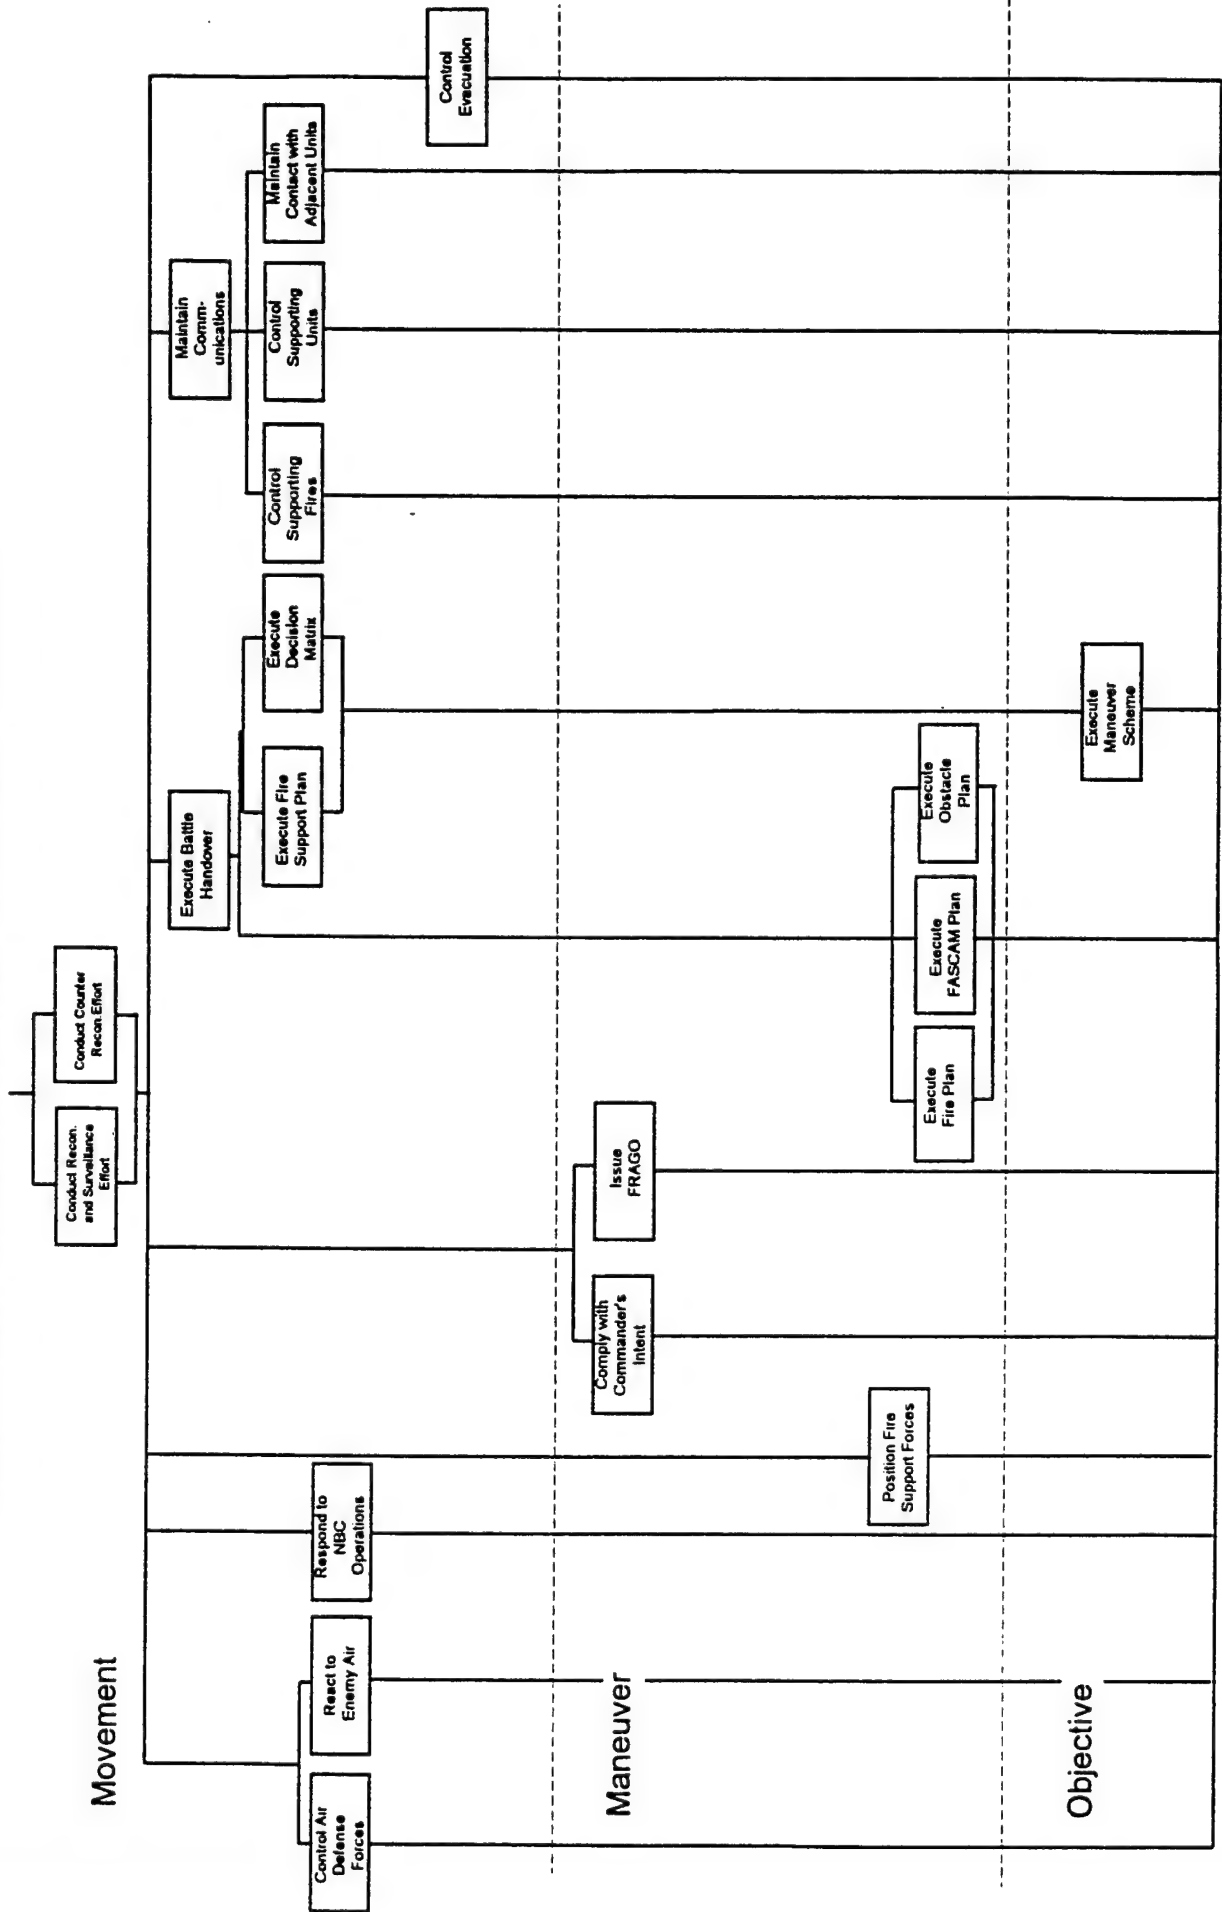 Conduct Recon.
and Surveillance
Effort
Conduct Counter
Recon. Effort
Movement
Execute Battle
Handover
Maintain
Comm-
unications
Control Air
Defense
Forces
React to
Enemy Air
Respond to
NBC
Operations
Execute Fire
Support Plan
Execute
Decision
Matrix
Control
Supporting
Fires
Control
Supporting
Units
Maintain
Contact with
Adjacent Units
Control
Evacuation
Maneuver
Comply with
Commander's
Intent
Issue
FRAGO
Position Fire
Support Forces
Execute
Fire Plan
Execute
FASCAM Plan
Execute
Obstacle
Plan
Objective
Execute
Maneuver
Scheme